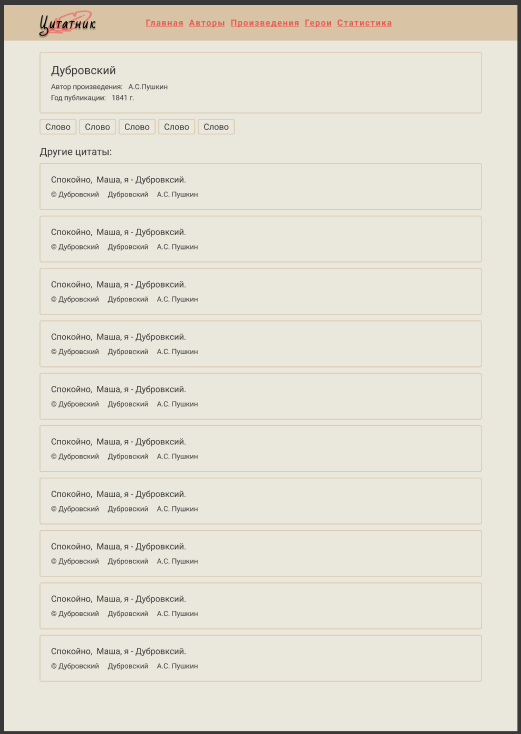 Цитатник
Главная Авторы Произведения Герои Статистика
Дубровский
Автор произведения: А.С.Пушкин
Год публикации: 1841 г.
Слово Слово Слово Слово Слово
Другие цитаты:
Спокойно, Маша, я - Дубровксий.
© Дубровский Дубровский А.С. Пушкин
Спокойно, Маша, я - Дубровксий.
© Дубровский Дубровский А.С. Пушкин
Спокойно, Маша, я - Дубровксий.
© Дубровский Дубровский А.С. Пушкин
Спокойно, Маша, я - Дубровксий.
© Дубровский Дубровский А.С. Пушкин
Спокойно, Маша, я - Дубровксий.
© Дубровский Дубровский А.С. Пушкин
Спокойно, Маша, я - Дубровксий.
© Дубровский Дубровский А.С. Пушкин
Спокойно, Маша, я - Дубровксий.
© Дубровский Дубровский А.С. Пушкин
Спокойно, Маша, я - Дубровксий.
© Дубровский Дубровский А.С. Пушкин
Спокойно, Маша, я - Дубровксий.
© Дубровский Дубровский А.С. Пушкин
Спокойно, Маша, я - Дубровксий.
© Дубровский Дубровский А.С. Пушкин